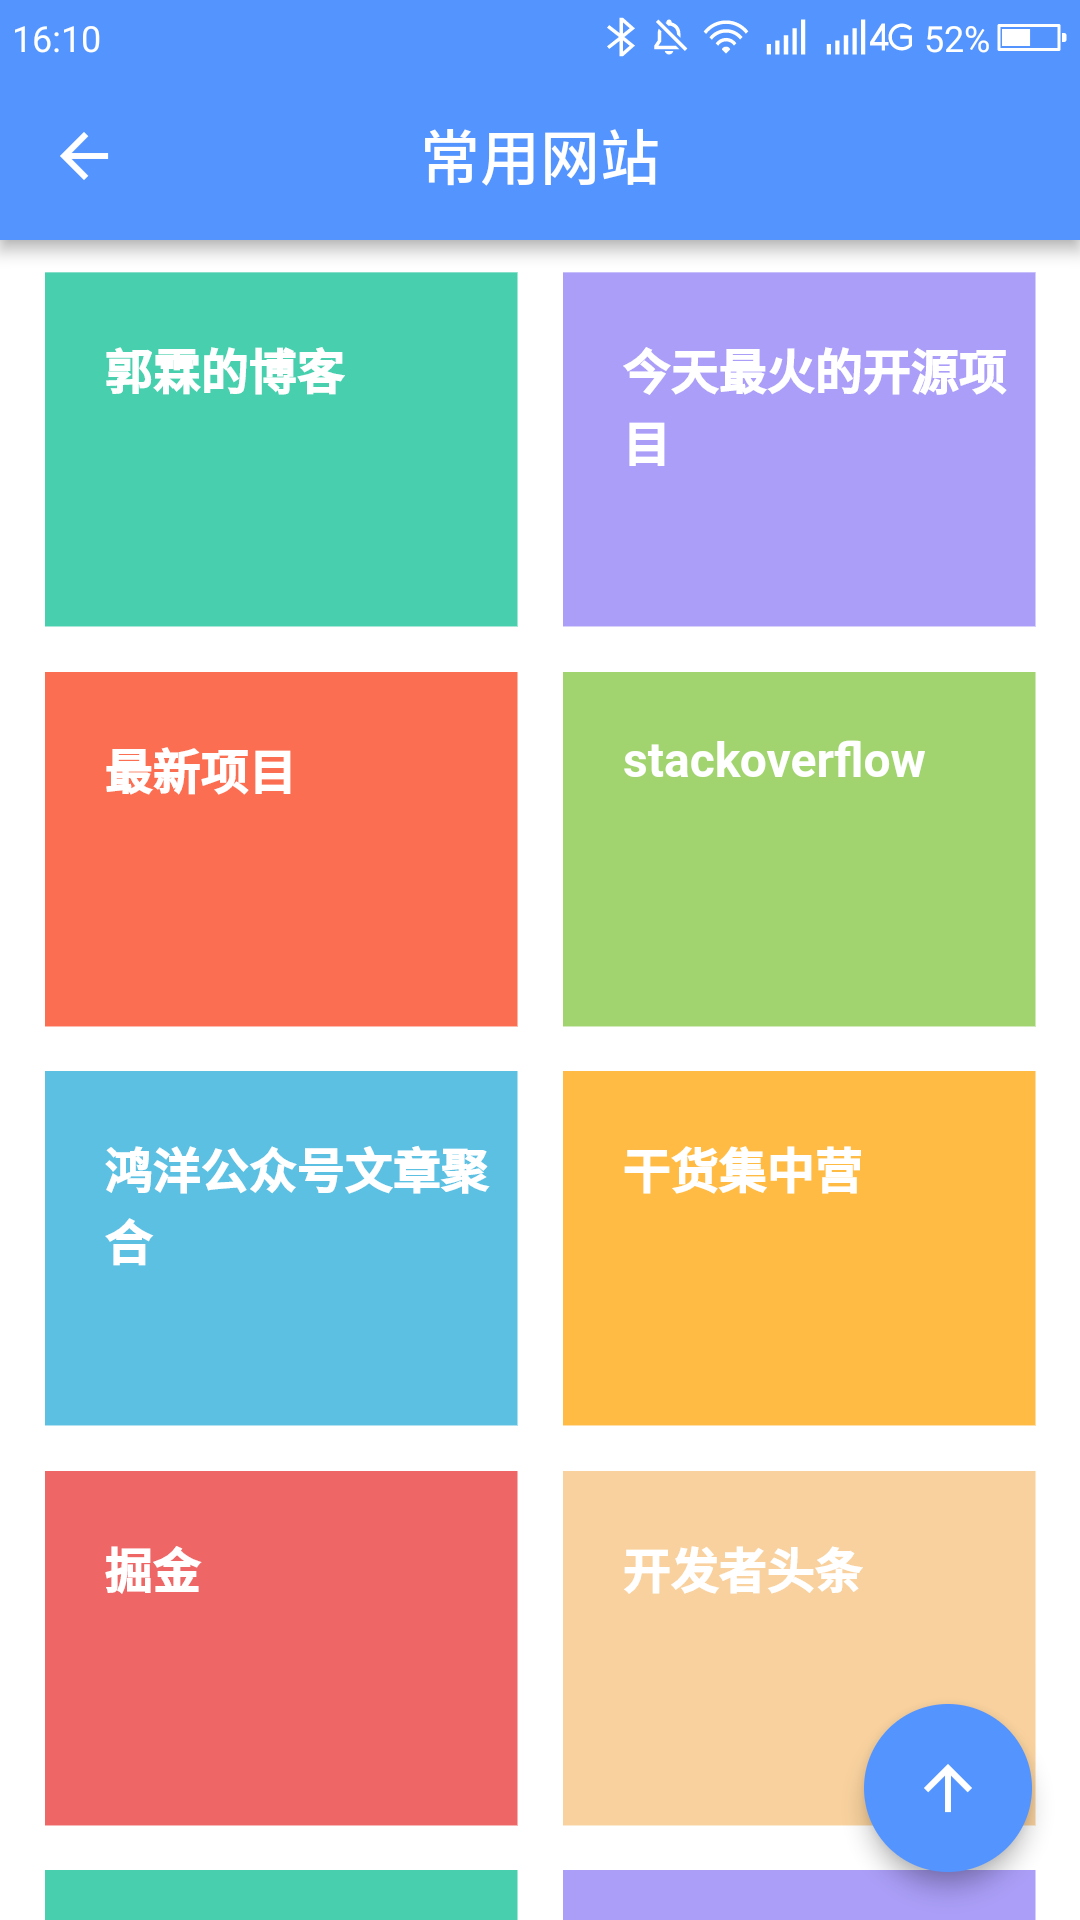 16:10 4G 52%
常用网站
郭霖的博客
今天最火的开源项
目
最新项目
stackoverflow
鸿洋公众号文章聚
合
干货集中营
掘金
开发者头条